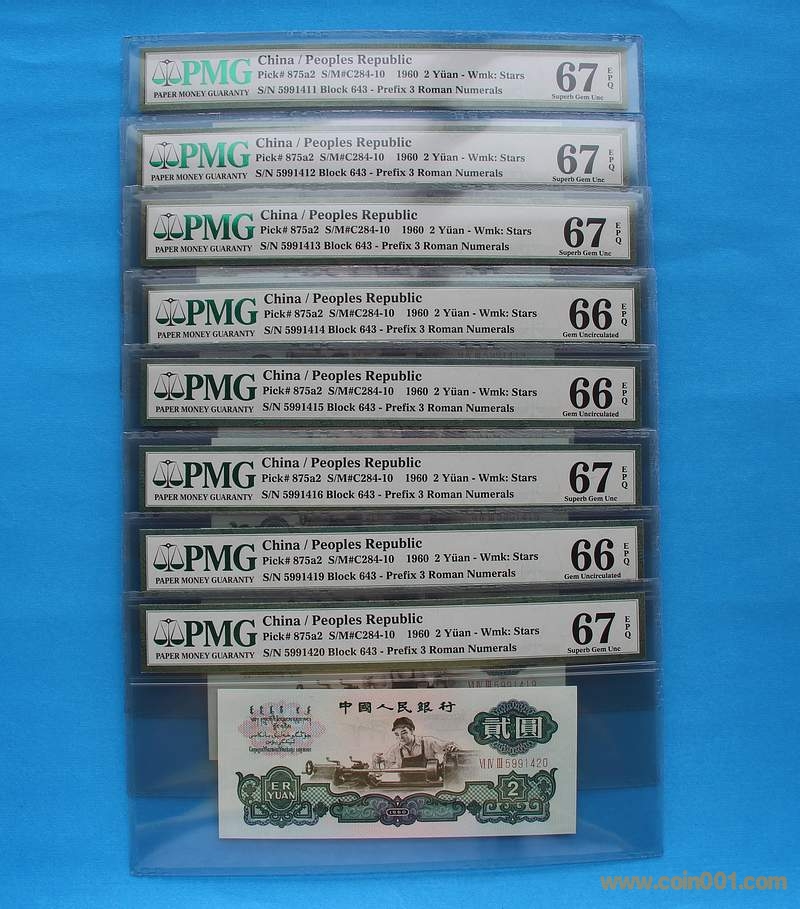 PMG
PAPER MONEY GUARANTY
China / Peoples Republic
Pick# 875a2 S/M#C284-10 1960 2 Yüan - Wmk: Stars
S/N 5991411 Block 643 - Prefix 3 Roman Numerals
67
EPQ
Superb Gem Unc
PMG
PAPER MONEY GUARANTY
China / Peoples Republic
Pick# 875a2 S/M#C284-10 1960 2 Yüan - Wmk: Stars
S/N 5991412 Block 643 - Prefix 3 Roman Numerals
67
EPQ
Superb Gem Unc
PMG
PAPER MONEY GUARANTY
China / Peoples Republic
Pick# 875a2 S/M#C284-10 1960 2 Yüan - Wmk: Stars
S/N 5991413 Block 643 - Prefix 3 Roman Numerals
67
EPQ
Superb Gem Unc
PMG
PAPER MONEY GUARANTY
China / Peoples Republic
Pick# 875a2 S/M#C284-10 1960 2 Yüan - Wmk: Stars
S/N 5991414 Block 643 - Prefix 3 Roman Numerals
66
EPQ
Gem Uncirculated
PMG
PAPER MONEY GUARANTY
China / Peoples Republic
Pick# 875a2 S/M#C284-10 1960 2 Yüan - Wmk: Stars
S/N 5991415 Block 643 - Prefix 3 Roman Numerals
66
EPQ
Gem Uncirculated
PMG
PAPER MONEY GUARANTY
China / Peoples Republic
Pick# 875a2 S/M#C284-10 1960 2 Yüan - Wmk: Stars
S/N 5991416 Block 643 - Prefix 3 Roman Numerals
67
EPQ
Superb Gem Unc
PMG
PAPER MONEY GUARANTY
China / Peoples Republic
Pick# 875a2 S/M#C284-10 1960 2 Yüan - Wmk: Stars
S/N 5991419 Block 643 - Prefix 3 Roman Numerals
66
EPQ
Gem Uncirculated
PMG
PAPER MONEY GUARANTY
China / Peoples Republic
Pick# 875a2 S/M#C284-10 1960 2 Yüan - Wmk: Stars
S/N 5991420 Block 643 - Prefix 3 Roman Numerals
67
EPQ
Superb Gem Unc
中國人民銀行
貳圓
VI IV III 5991420
ER
YUAN
1960
2
www.coin001.com